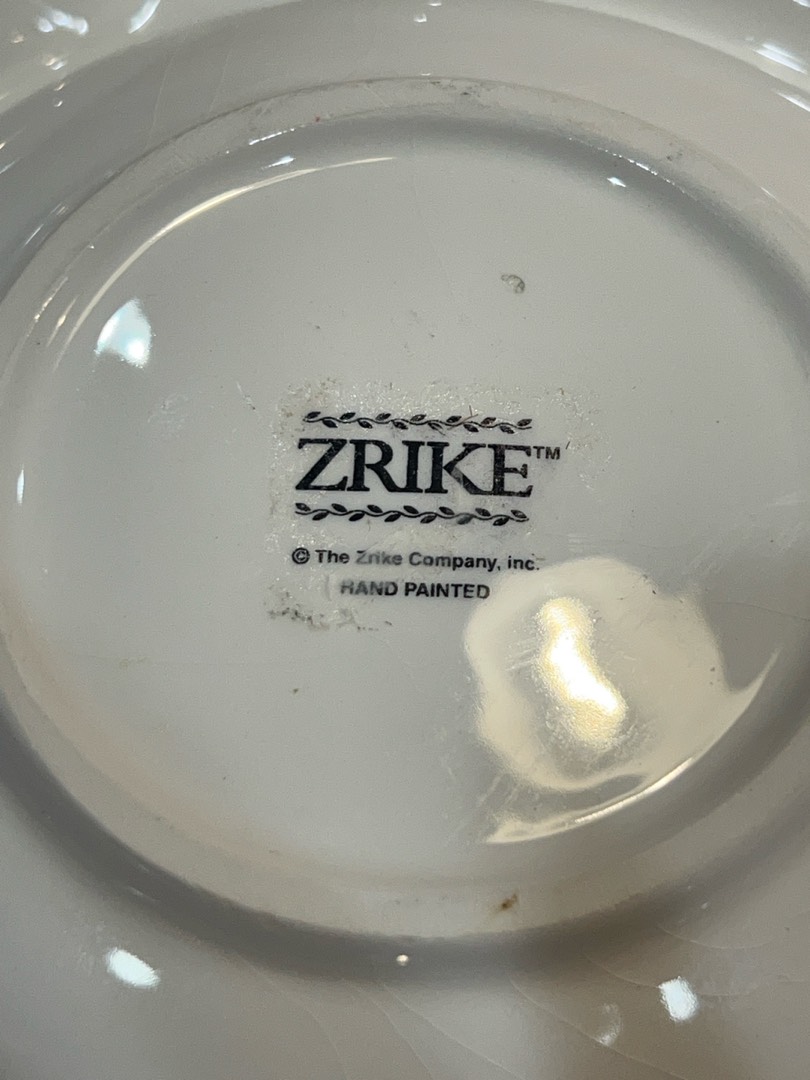 ZRIKE™
© The Zrike Company, inc.
HAND PAINTED